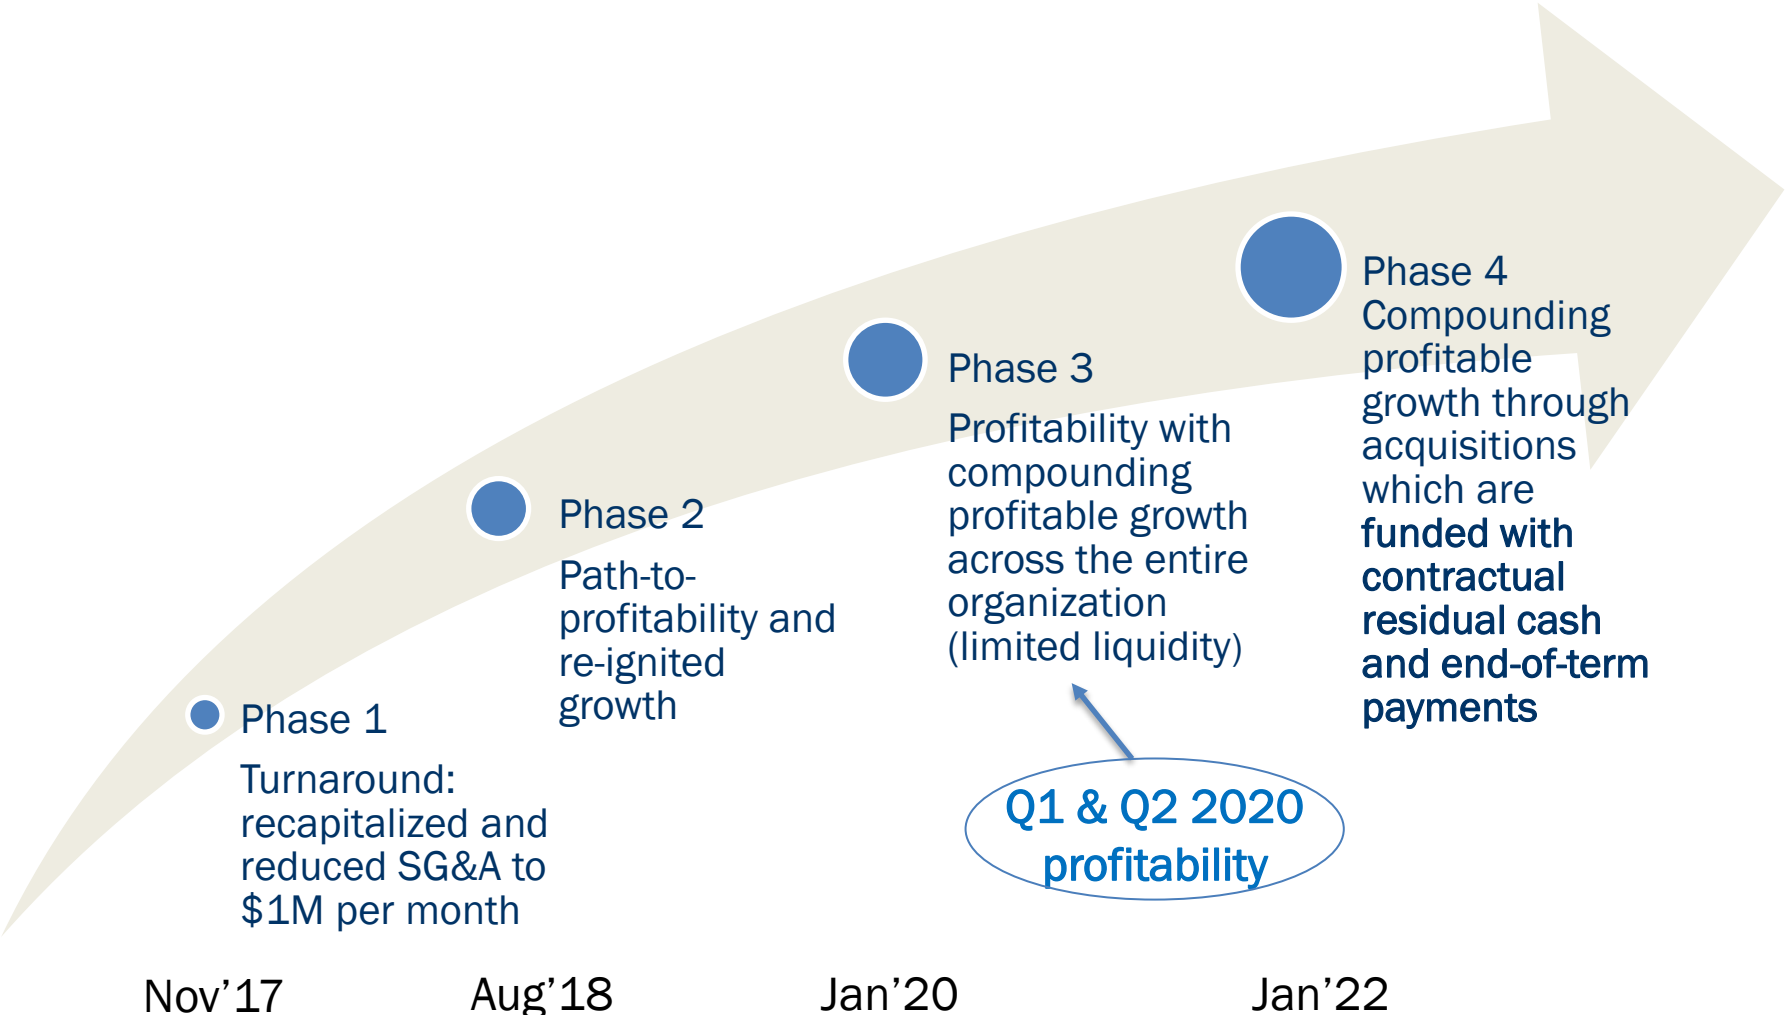 Phase 1
Turnaround:
recapitalized and
reduced SG&A to
$1M per month
Phase 2
Path-to-
profitability and
re-ignited
growth
Phase 3
Profitability with
compounding
profitable growth
across the entire
organization
(limited liquidity)
Q1 & Q2 2020
profitability
Phase 4
Compounding
profitable
growth through
acquisitions
which are
funded with
contractual
residual cash
and end-of-term
payments
Nov’17
Aug’18
Jan’20
Jan’22